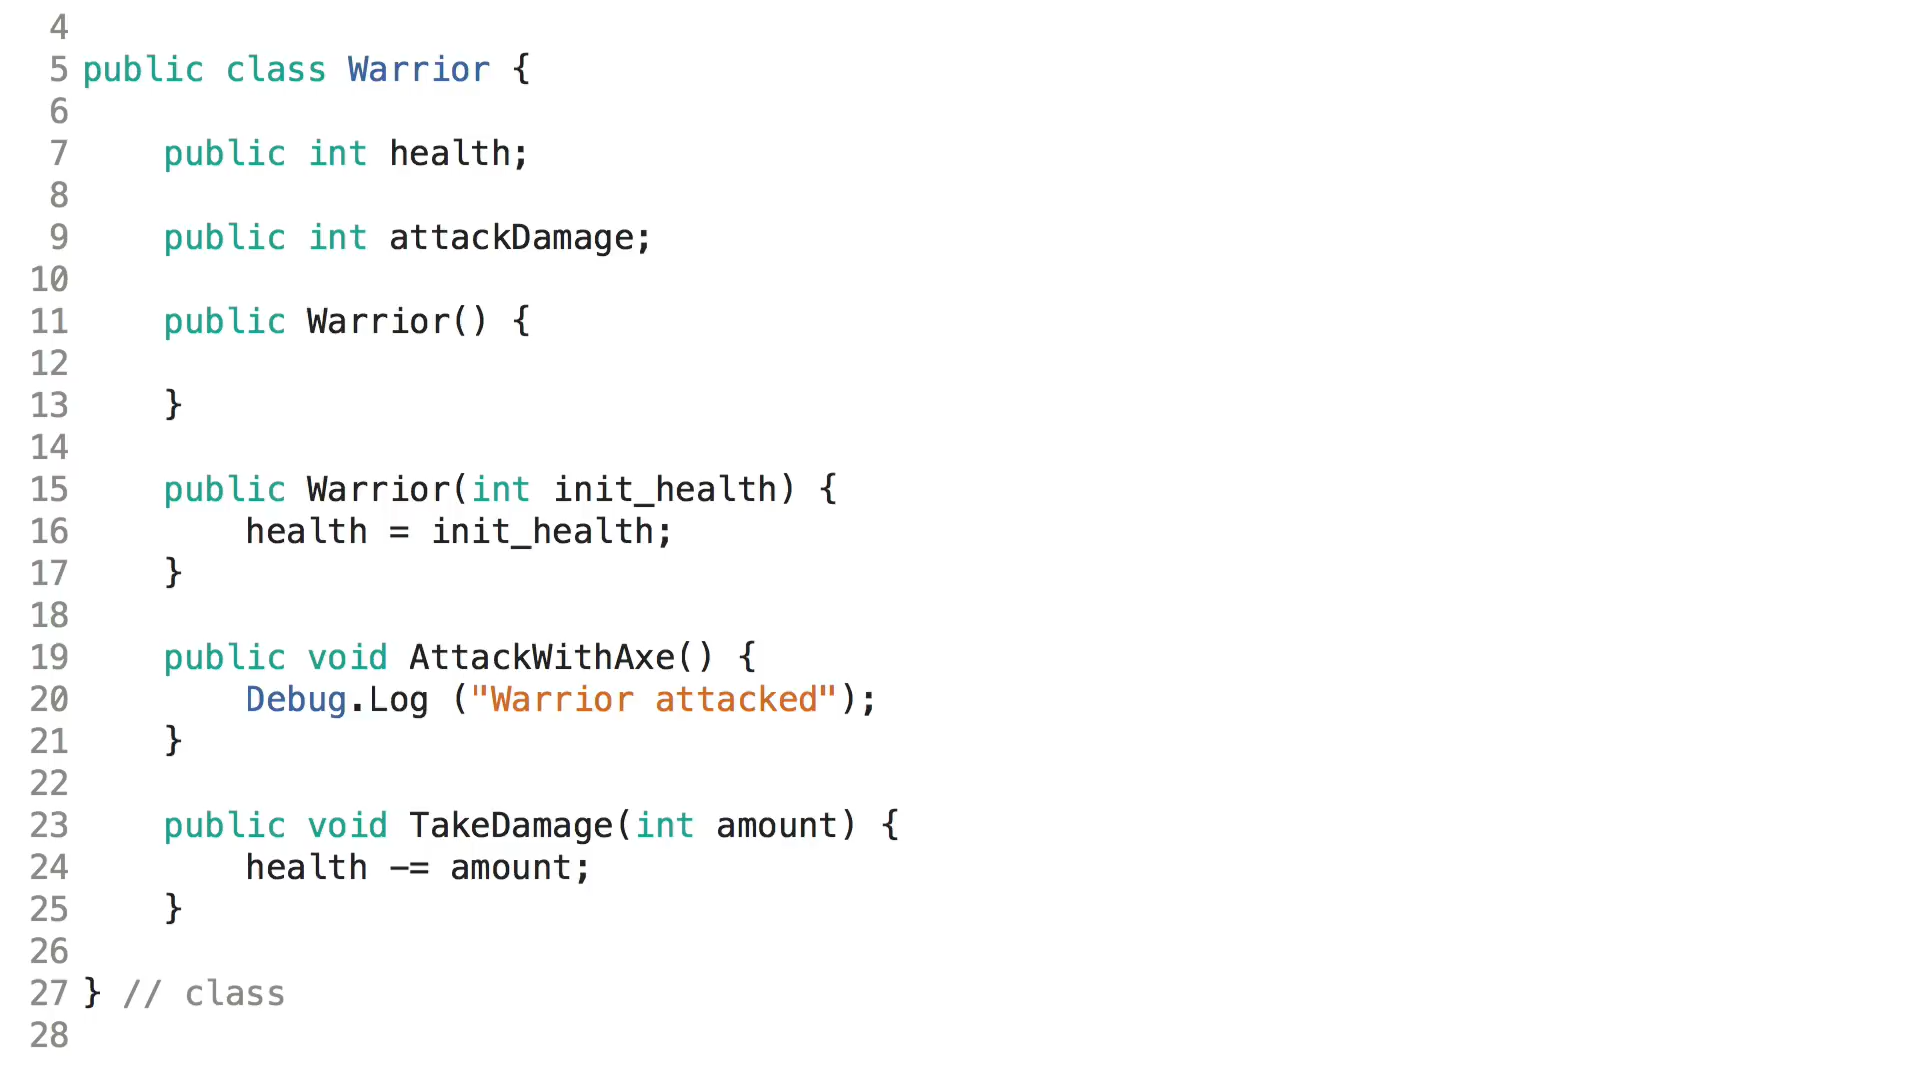 4
5 public class Warrior {
6
7     public int health;
8
9     public int attackDamage;
10
11     public Warrior() {
12
13     }
14
15     public Warrior(int init_health) {
16         health = init_health;
17     }
18
19     public void AttackWithAxe() {
20         Debug.Log ("Warrior attacked");
21     }
22
23     public void TakeDamage(int amount) {
24         health -= amount;
25     }
26
27 } // class
28